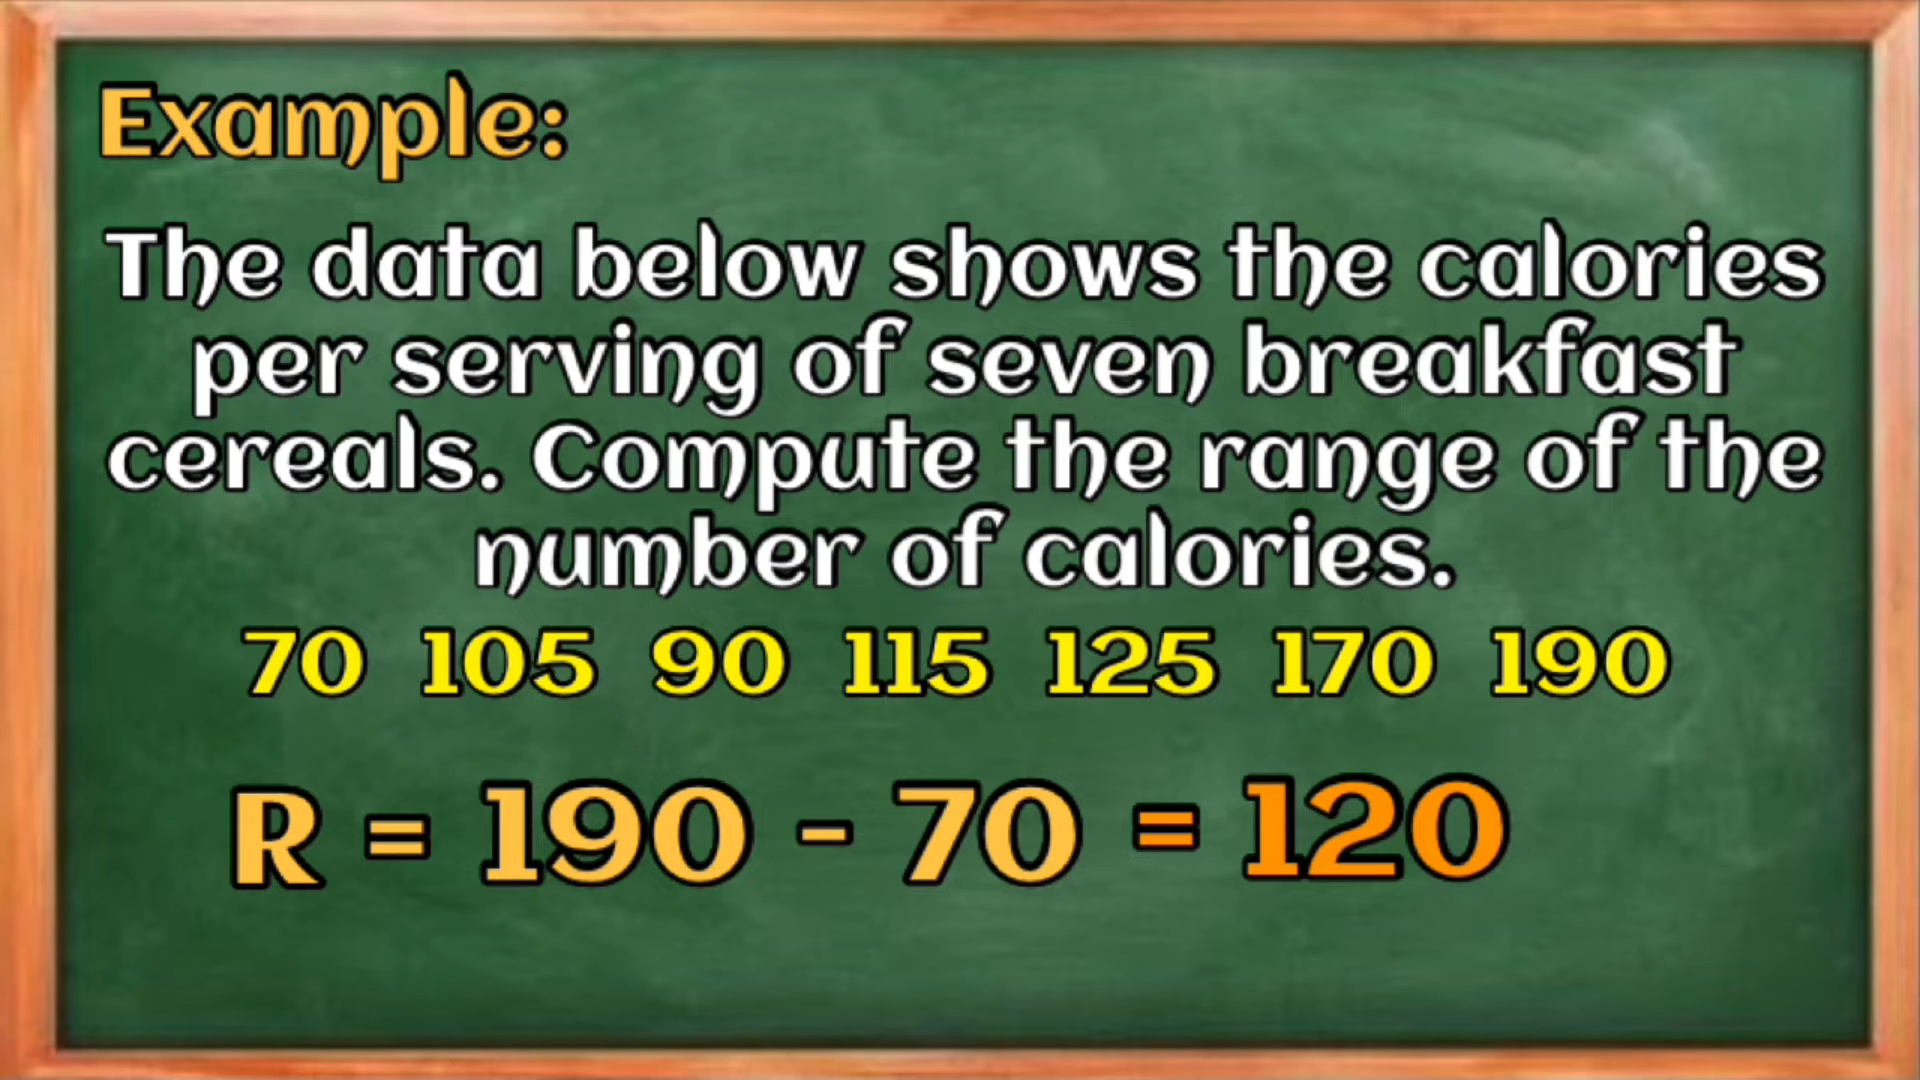 Example:
The data below shows the calories
per serving of seven breakfast
cereals. Compute the range of the
number of calories.
70 105 90 115 125 170 190
R = 190 - 70 = 120